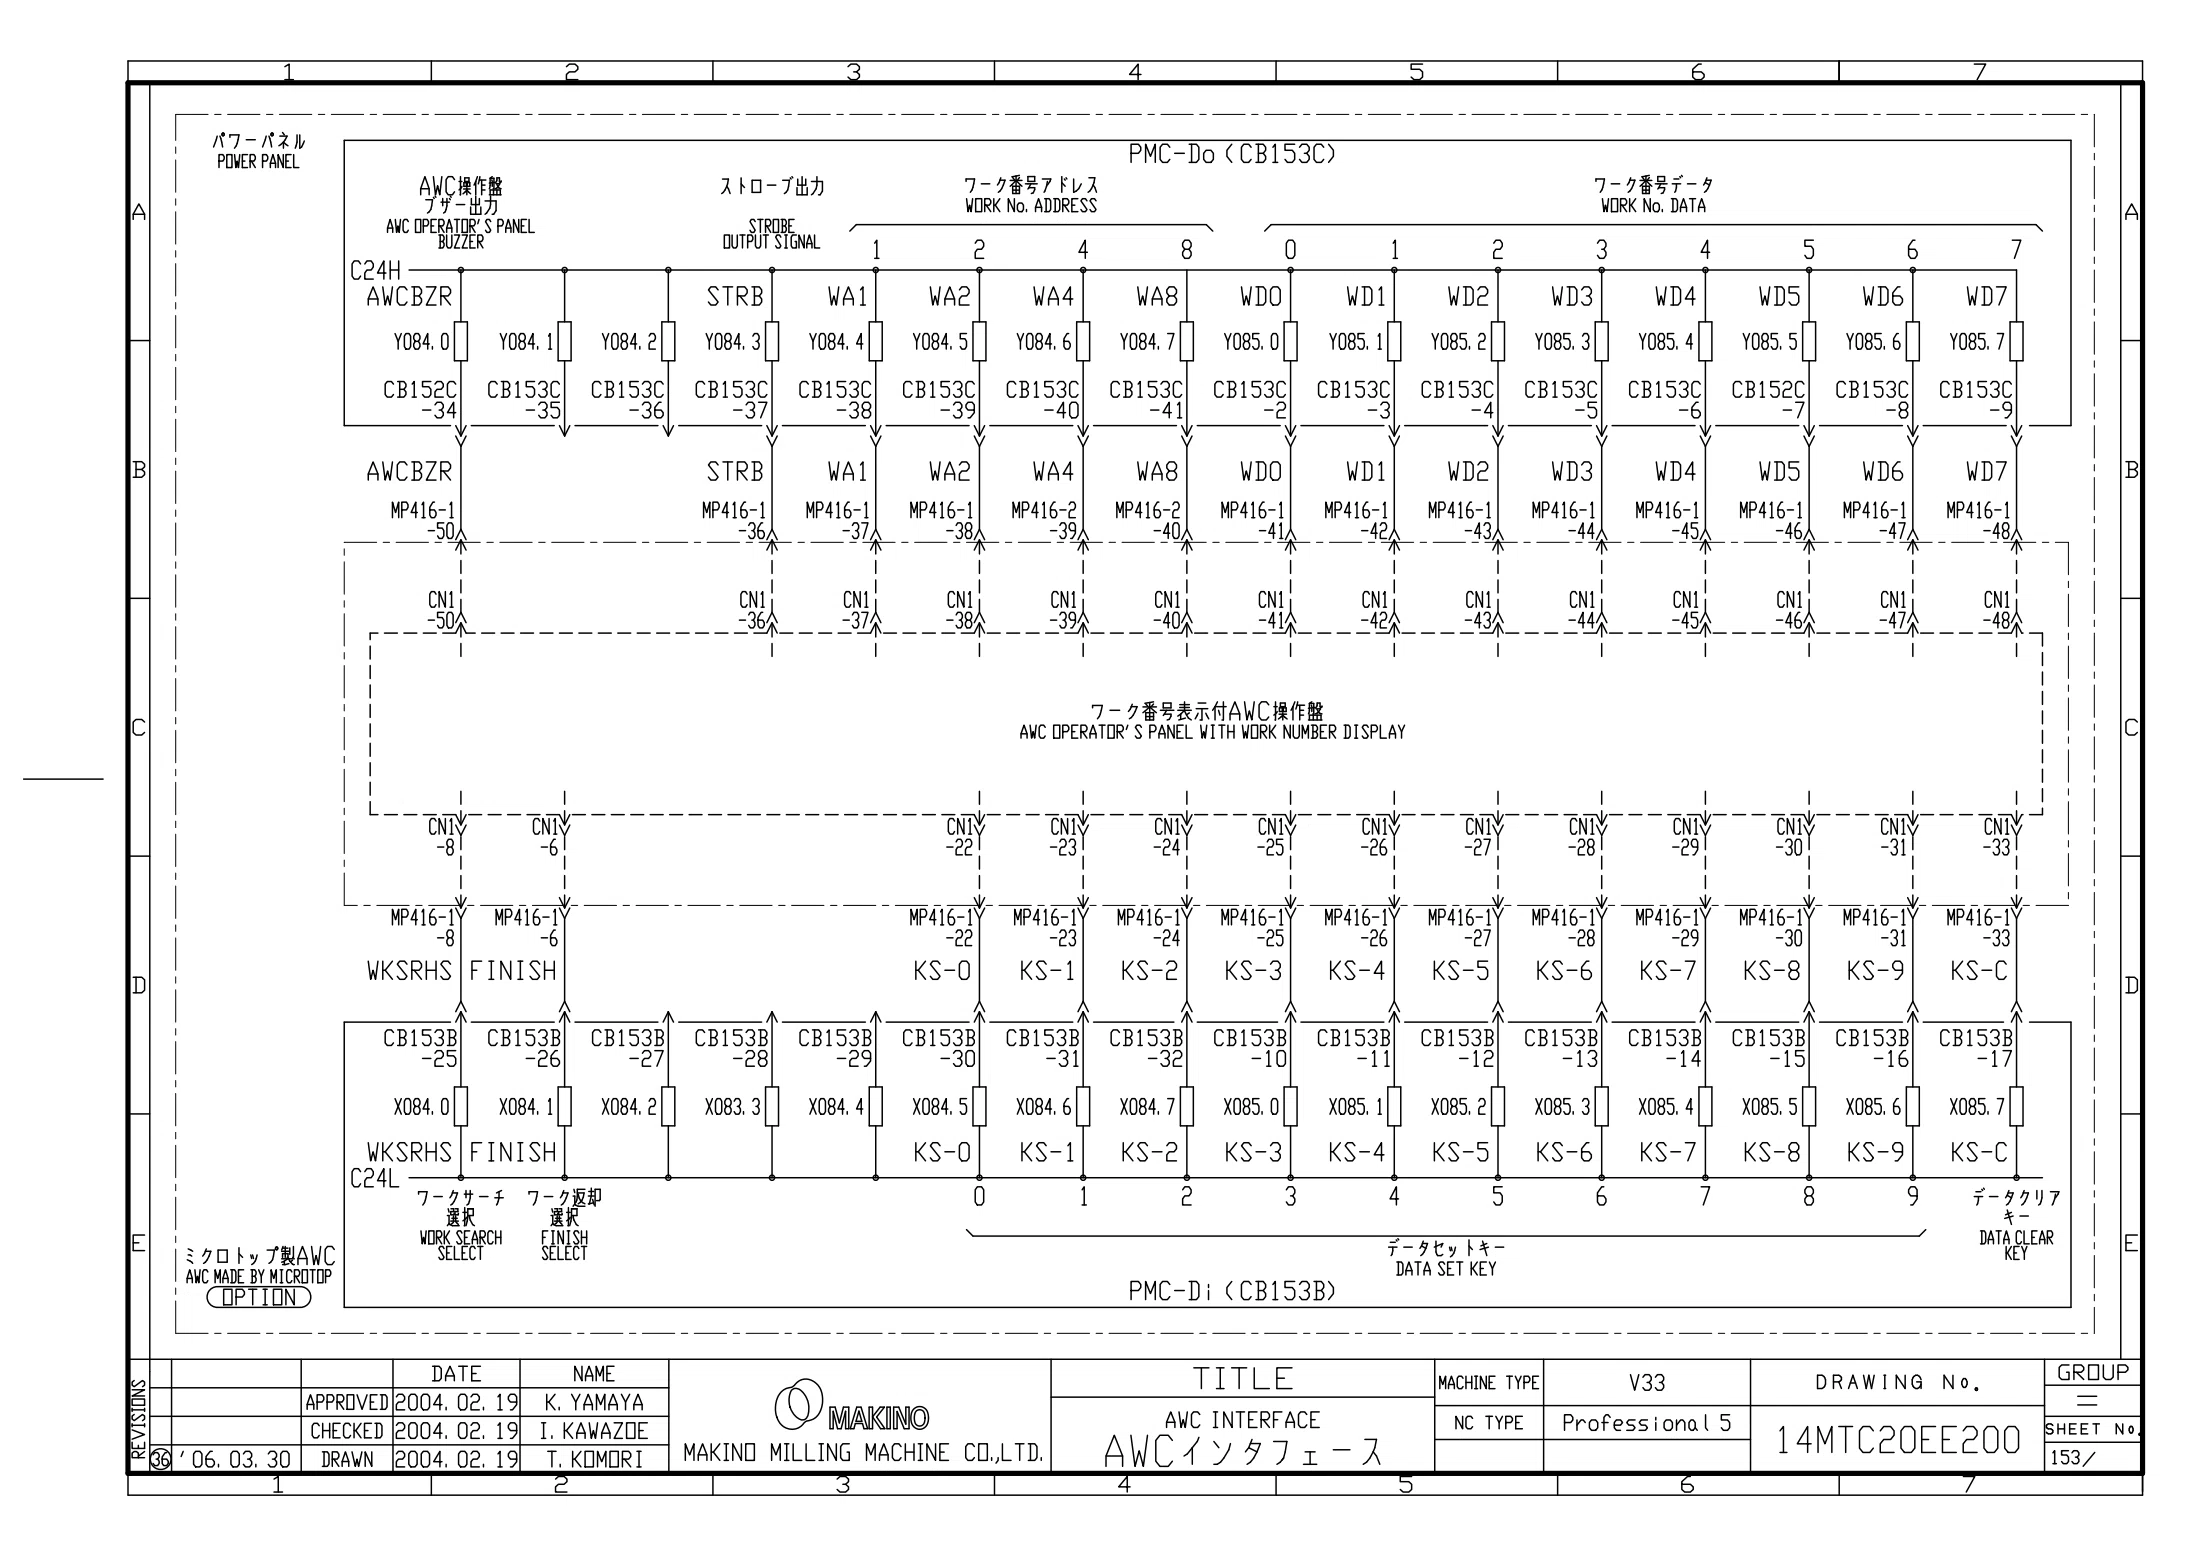 1 2 3 4 5 6 7
パワーパネル
POWER PANEL
PMC-Do (CB153C)
AWC操作盤 ストローブ出力 ワーク番号アドレス ワーク番号データ
ブザー出力 WORK No. ADDRESS WORK No. DATA
AWC OPERATOR'S PANEL STROBE
BUZZER OUTPUT SIGNAL
A A
1 2 4 8 0 1 2 3 4 5 6 7
C24H
AWCBZR STRB WA1 WA2 WA4 WA8 WD0 WD1 WD2 WD3 WD4 WD5 WD6 WD7
Y084.0 Y084.1 Y084.2 Y084.3 Y084.4 Y084.5 Y084.6 Y084.7 Y085.0 Y085.1 Y085.2 Y085.3 Y085.4 Y085.5 Y085.6 Y085.7
CB152C CB153C CB153C CB153C CB153C CB153C CB153C CB153C CB153C CB153C CB153C CB153C CB153C CB152C CB153C CB153C
-34 -35 -36 -37 -38 -39 -40 -41 -2 -3 -4 -5 -6 -7 -8 -9
B B
AWCBZR STRB WA1 WA2 WA4 WA8 WD0 WD1 WD2 WD3 WD4 WD5 WD6 WD7
MP416-1 MP416-1 MP416-1 MP416-1 MP416-2 MP416-2 MP416-1 MP416-1 MP416-1 MP416-1 MP416-1 MP416-1 MP416-1 MP416-1
-50 -36 -37 -38 -39 -40 -41 -42 -43 -44 -45 -46 -47 -48
CN1 CN1 CN1 CN1 CN1 CN1 CN1 CN1 CN1 CN1 CN1 CN1 CN1 CN1
-50 -36 -37 -38 -39 -40 -41 -42 -43 -44 -45 -46 -47 -48
ワーク番号表示付AWC操作盤
AWC OPERATOR'S PANEL WITH WORK NUMBER DISPLAY
C C
CN1 CN1 CN1 CN1 CN1 CN1 CN1 CN1 CN1 CN1 CN1 CN1 CN1
-8 -6 -22 -23 -24 -25 -26 -27 -28 -29 -30 -31 -33
MP416-1 MP416-1 MP416-1 MP416-1 MP416-1 MP416-1 MP416-1 MP416-1 MP416-1 MP416-1 MP416-1 MP416-1 MP416-1
-8 -6 -22 -23 -24 -25 -26 -27 -28 -29 -30 -31 -33
WKSRHS FINISH KS-0 KS-1 KS-2 KS-3 KS-4 KS-5 KS-6 KS-7 KS-8 KS-9 KS-C
D D
CB153B CB153B CB153B CB153B CB153B CB153B CB153B CB153B CB153B CB153B CB153B CB153B CB153B CB153B CB153B CB153B
-25 -26 -27 -28 -29 -30 -31 -32 -10 -11 -12 -13 -14 -15 -16 -17
X084.0 X084.1 X084.2 X083.3 X084.4 X084.5 X084.6 X084.7 X085.0 X085.1 X085.2 X085.3 X085.4 X085.5 X085.6 X085.7
WKSRHS FINISH KS-0 KS-1 KS-2 KS-3 KS-4 KS-5 KS-6 KS-7 KS-8 KS-9 KS-C
C24L
ワークサーチ ワーク返却 0 1 2 3 4 5 6 7 8 9 データクリア
選択 選択 キー
WORK SEARCH FINISH DATA CLEAR
SELECT SELECT KEY
E E
データセットキー
DATA SET KEY
ミクロトップ製AWC
AWC MADE BY MICROTOP
OPTION
PMC-Di (CB153B)
REVISIONS
36 '06.03.30
DATE NAME
APPROVED 2004.02.19 K. YAMAYA
CHECKED 2004.02.19 I. KAWAZOE
DRAWN 2004.02.19 T. KOMORI
MAKINO
MAKINO MILLING MACHINE CO.,LTD.
TITLE
AWC INTERFACE
AWCインタフェース
MACHINE TYPE V33
NC TYPE Professional 5
DRAWING No.
14MTC20EE200
GROUP
=
SHEET No.
153/
1 2 3 4 5 6 7